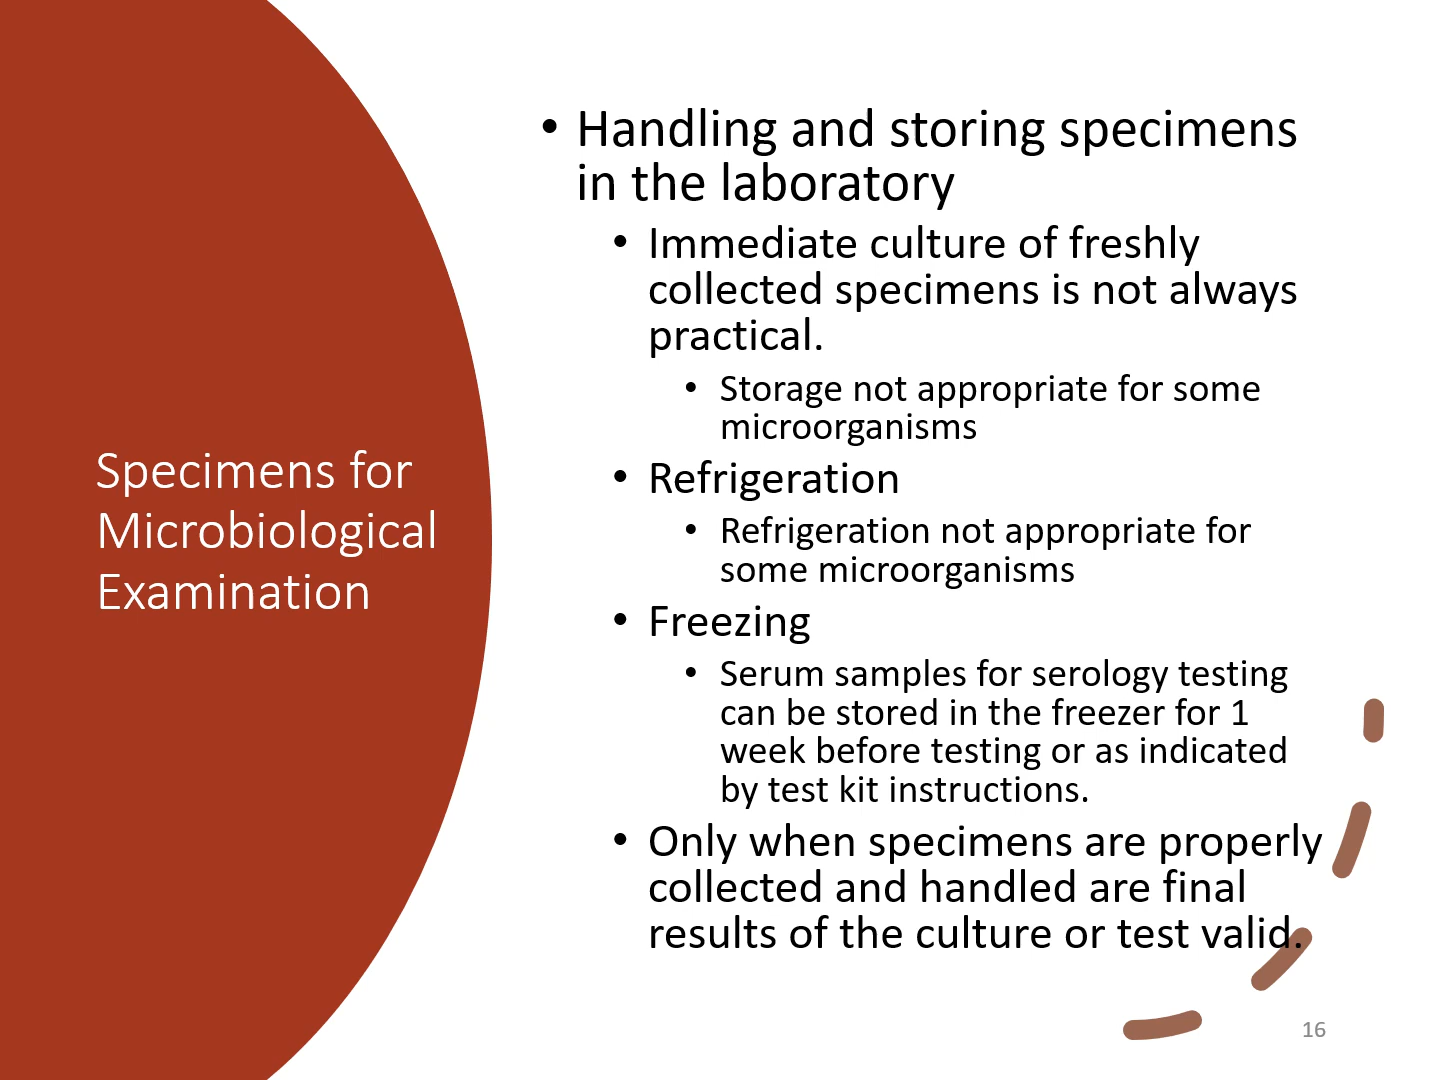 Specimens for
Microbiological
Examination
• Handling and storing specimens
in the laboratory
• Immediate culture of freshly
collected specimens is not always
practical.
• Storage not appropriate for some
microorganisms
• Refrigeration
• Refrigeration not appropriate for
some microorganisms
• Freezing
• Serum samples for serology testing
can be stored in the freezer for 1
week before testing or as indicated
by test kit instructions.
• Only when specimens are properly
collected and handled are final
results of the culture or test valid.
16